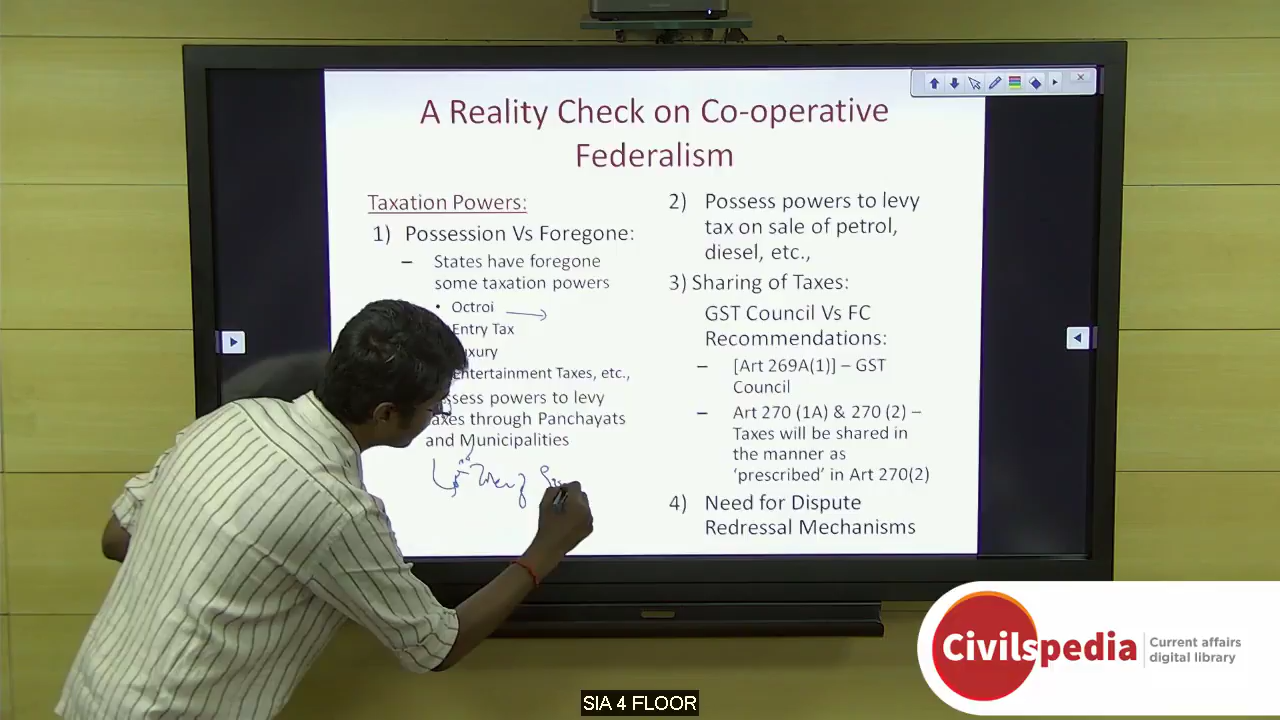 A Reality Check on Co-operative
Federalism
Taxation Powers:
1) Possession Vs Foregone:
– States have foregone
some taxation powers
• Octroi
Entry Tax
uxury
Entertainment Taxes, etc.,
ssess powers to levy
axes through Panchayats
and Municipalities
2) Possess powers to levy
tax on sale of petrol,
diesel, etc.,
3) Sharing of Taxes:
GST Council Vs FC
Recommendations:
– [Art 269A(1)] – GST
Council
– Art 270 (1A) & 270 (2) –
Taxes will be shared in
the manner as
‘prescribed’ in Art 270(2)
4) Need for Dispute
Redressal Mechanisms
Civilspedia
Current affairs
digital library
SIA 4 FLOOR